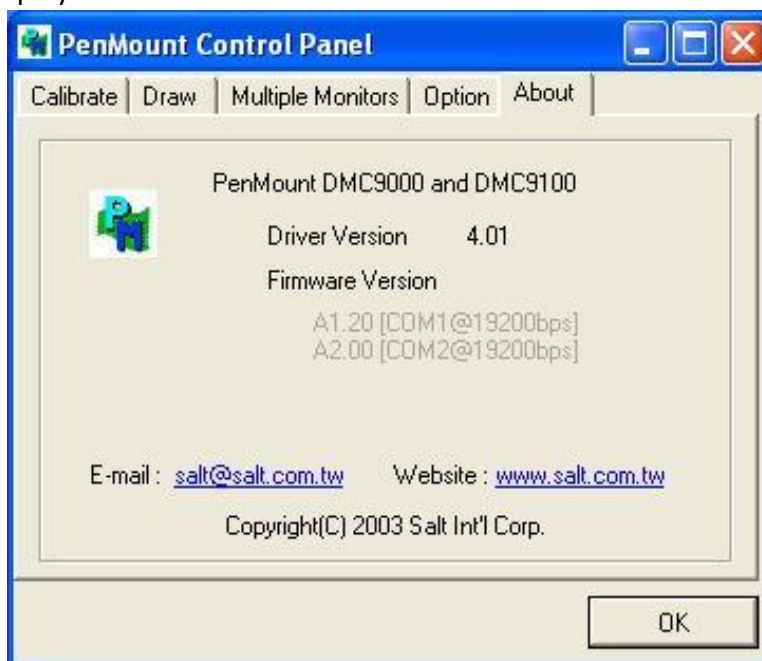 PenMount Control Panel
Calibrate Draw Multiple Monitors Option About
PM
PenMount DMC9000 and DMC9100
Driver Version 4.01
Firmware Version
A1.20 [COM1@19200bps]
A2.00 [COM2@19200bps]
E-mail : salt@salt.com.tw Website : www.salt.com.tw
Copyright(C) 2003 Salt Int'l Corp.
OK